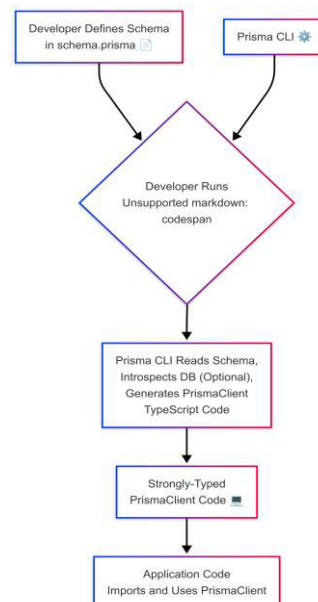 Developer Defines Schema
in schema.prisma 📄
Prisma CLI ⚙️
Developer Runs
Unsupported markdown:
codespan
Prisma CLI Reads Schema,
Introspects DB (Optional),
Generates PrismaClient
TypeScript Code
Strongly-Typed
PrismaClient Code 💻
Application Code
Imports and Uses PrismaClient